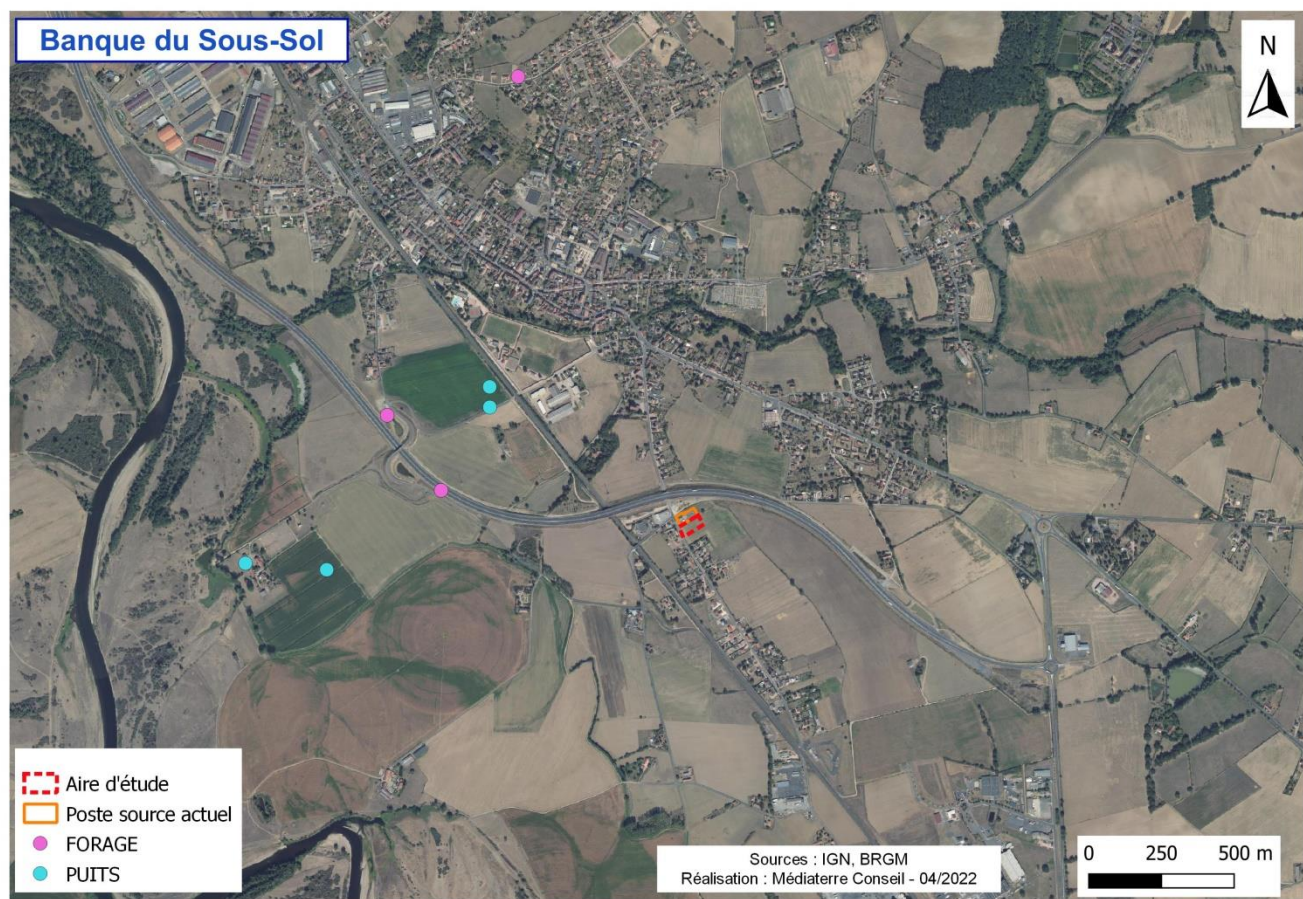 Banque du Sous-Sol
N
Aire d'étude
Poste source actuel
FORAGE
PUITS
Sources : IGN, BRGM
Réalisation : Médiaterre Conseil - 04/2022
0 250 500 m